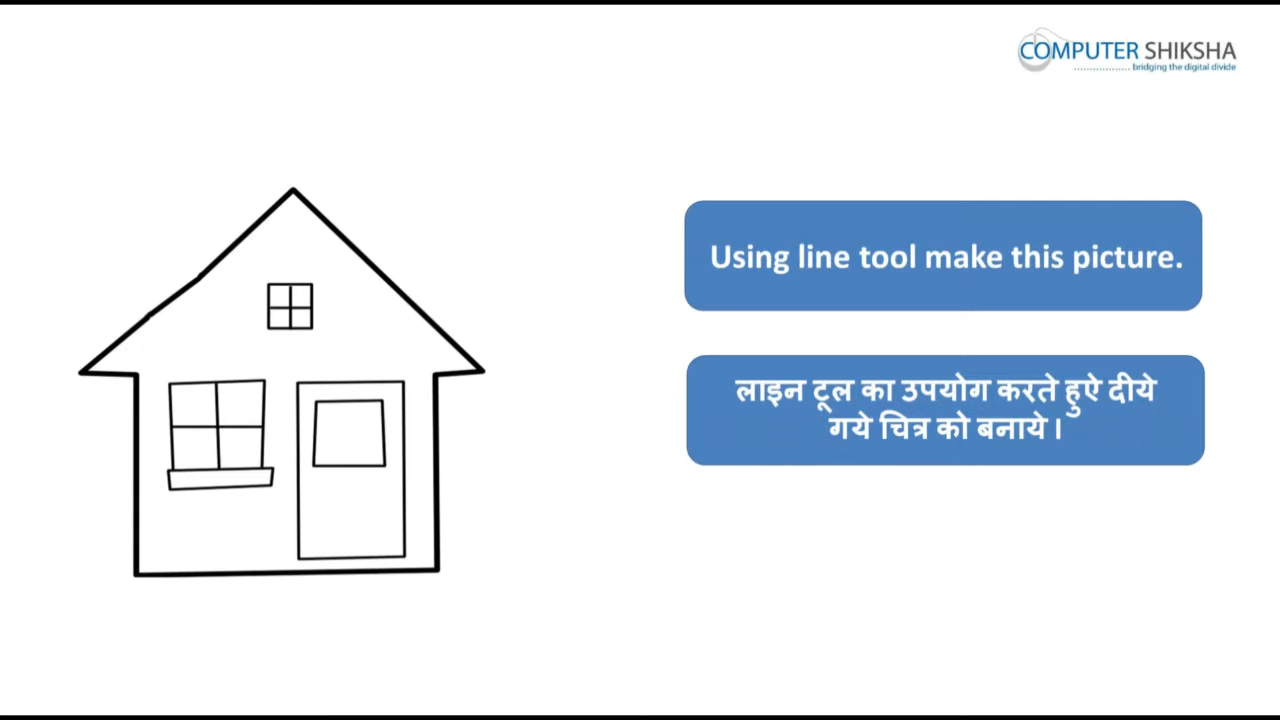 COMPUTER SHIKSHA
bridging the digital divide
Using line tool make this picture.
लाइन टूल का उपयोग करते हुऐ दीये
गये चित्र को बनाये।